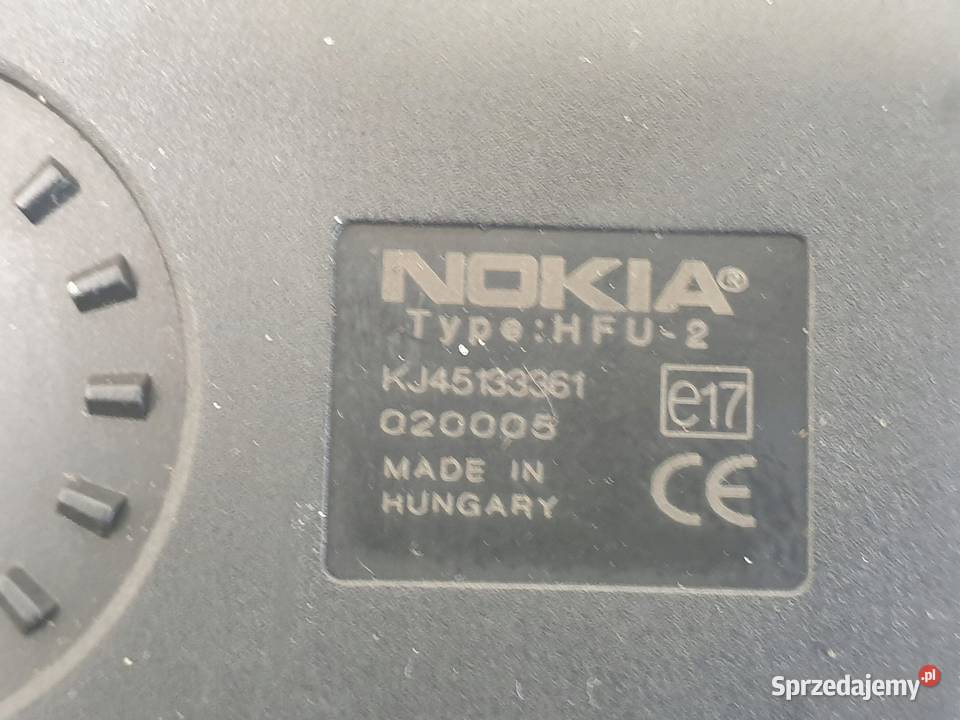 NOKIA®
Type:HFU-2
KJ45133361
020005
e17
MADE IN
HUNGARY
CE
Sprzedajemy.pl